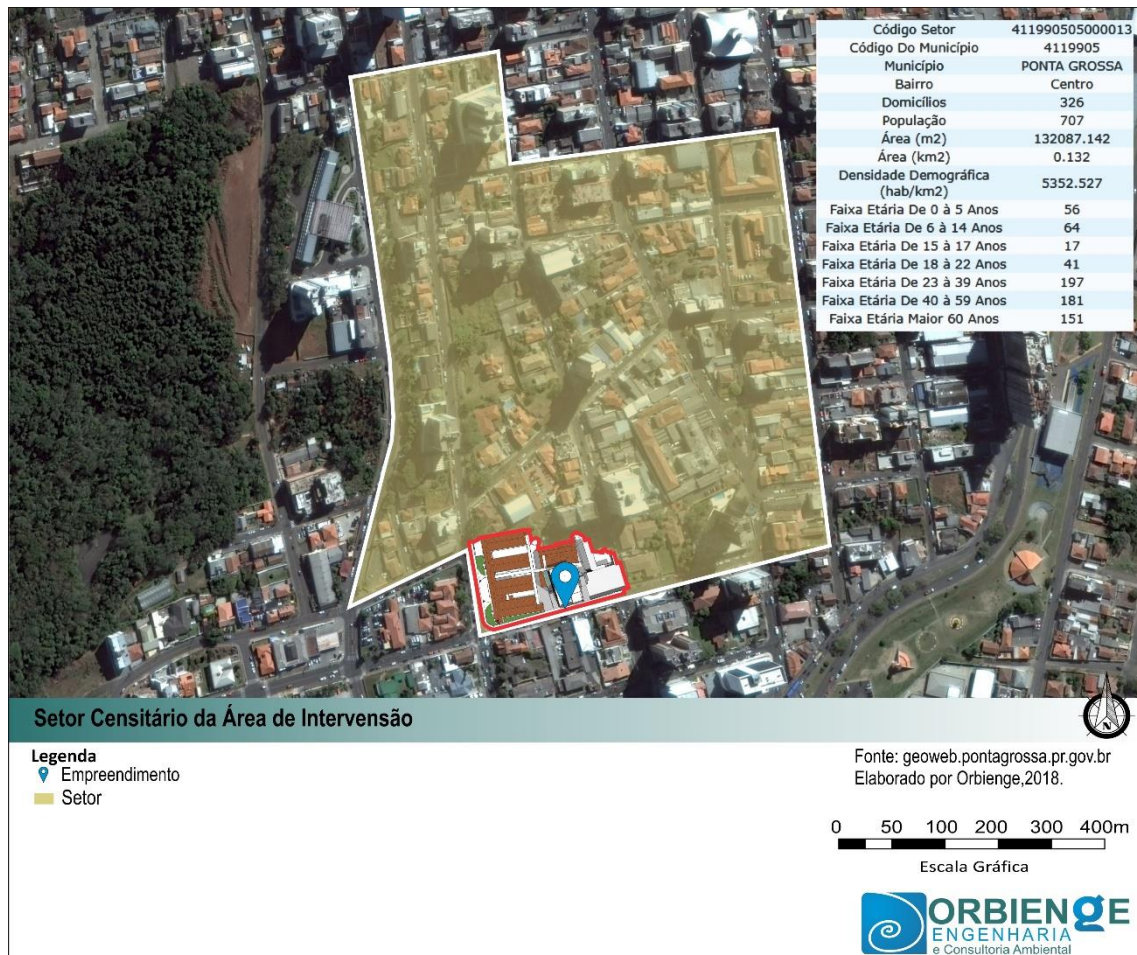 Código Setor 411990505000013
Código Do Município 4119905
Município PONTA GROSSA
Bairro Centro
Domicílios 326
População 707
Área (m2) 132087.142
Área (km2) 0.132
Densidade Demográfica
(hab/km2) 5352.527
Faixa Etária De 0 à 5 Anos 56
Faixa Etária De 6 à 14 Anos 64
Faixa Etária De 15 à 17 Anos 17
Faixa Etária De 18 à 22 Anos 41
Faixa Etária De 23 à 39 Anos 197
Faixa Etária De 40 à 59 Anos 181
Faixa Etária Maior 60 Anos 151
Setor Censitário da Área de Intervensão
N
Legenda
Empreendimento
Setor
Fonte: geoweb.pontagrossa.pr.gov.br
Elaborado por Orbienge,2018.
0 50 100 200 300 400m
Escala Gráfica
ORBIENGE
ENGENHARIA
e Consultoria Ambiental